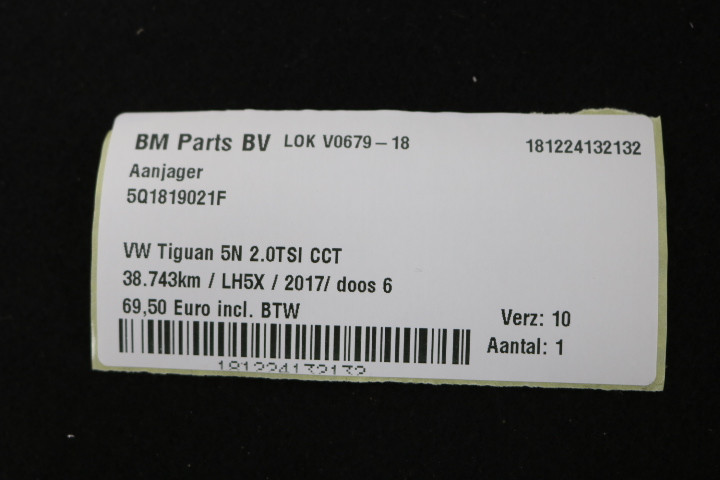 BM Parts BV LOK V0679-18 181224132132
Aanjager
5Q1819021F
VW Tiguan 5N 2.0TSI CCT
38.743km / LH5X / 2017/ doos 6
69,50 Euro incl. BTW
Verz: 10
Aantal: 1
181224132132